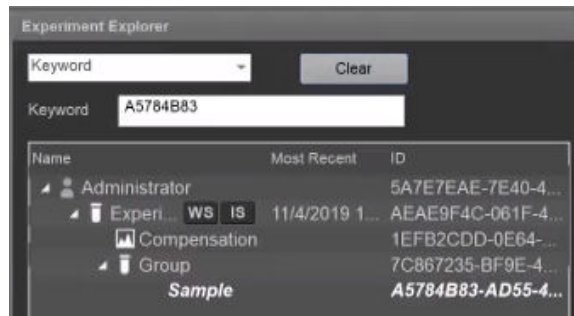 Experiment Explorer
Keyword Clear
Keyword A5784B83
Name Most Recent ID
Administrator 5A7E7EAE-7E40-4...
Experi... WS IS 11/4/2019 1... AEAE9F4C-061F-4...
Compensation 1EFB2CDD-0E64-...
Group 7C867235-BF9E-4...
Sample A5784B83-AD55-4...